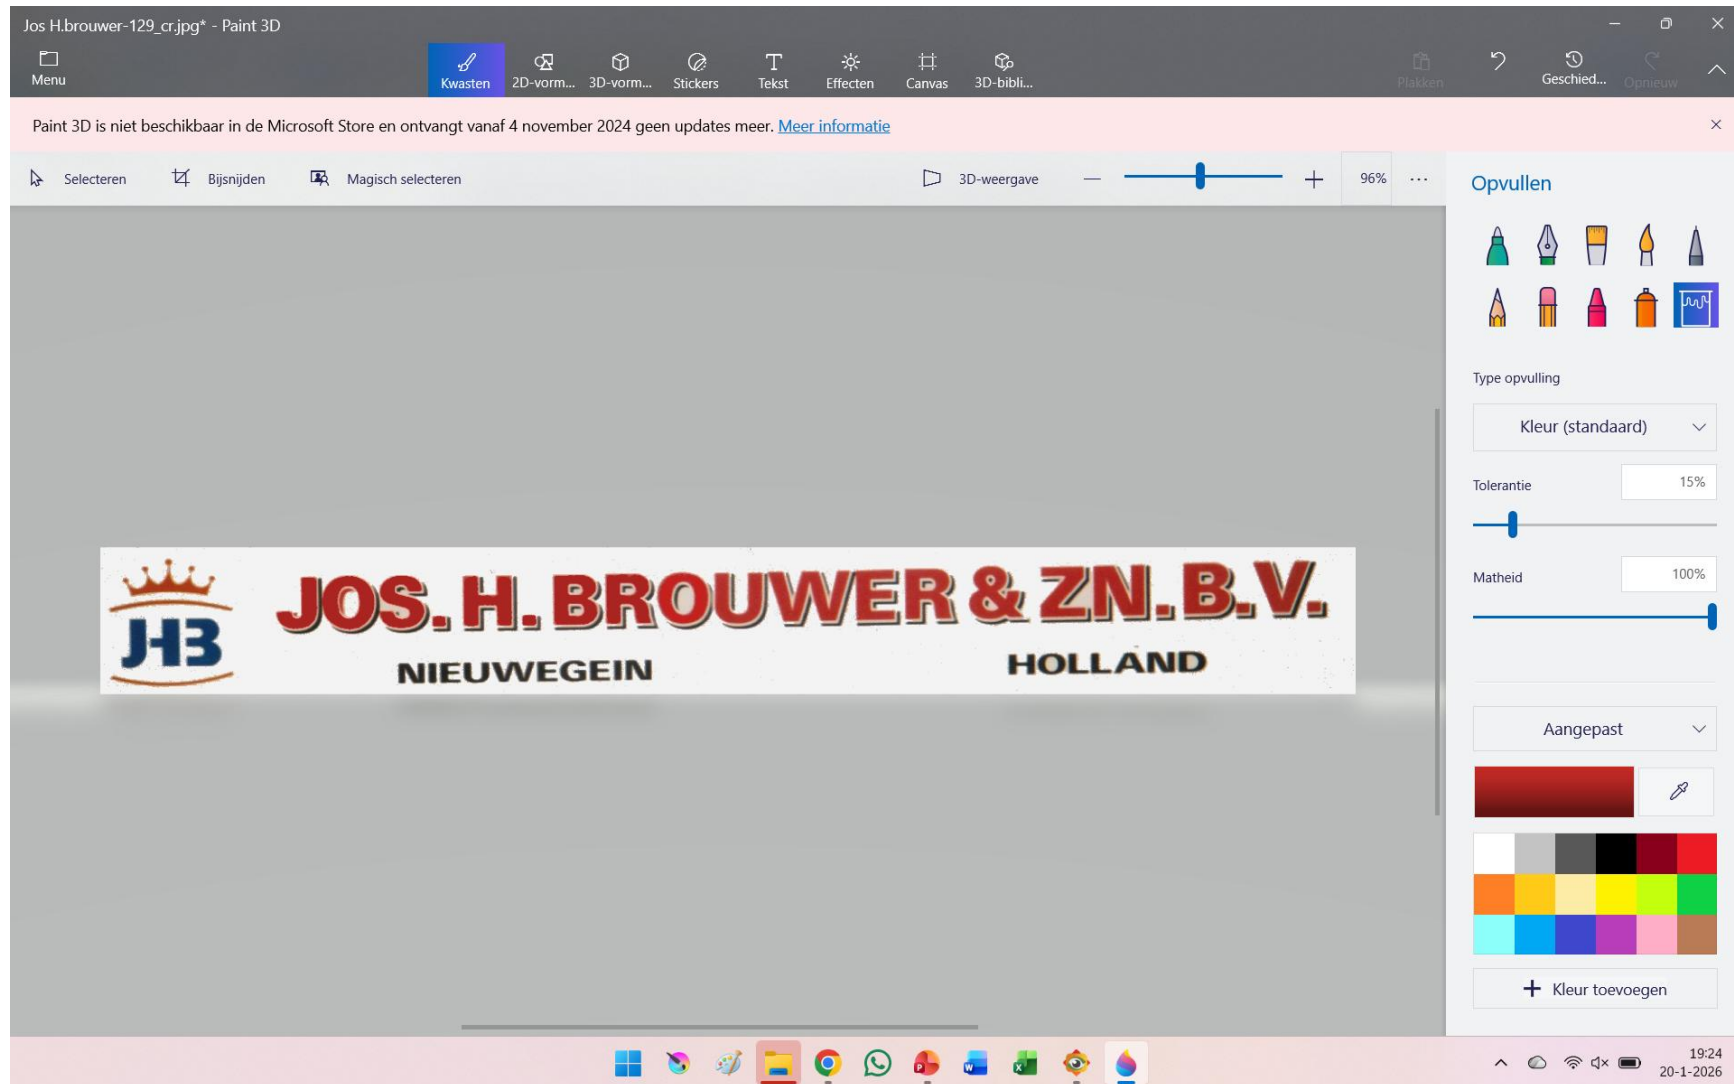 Jos H.brouwer-129_cr.jpg* - Paint 3D
Menu
Kwasten
2D-vorm...
3D-vorm...
Stickers
Tekst
Effecten
Canvas
3D-bibli...
Plakken
Geschied...
Opnieuw
Paint 3D is niet beschikbaar in de Microsoft Store en ontvangt vanaf 4 november 2024 geen updates meer. Meer informatie
Selecteren
Bijsnijden
Magisch selecteren
3D-weergave
96%
Opvullen
Type opvulling
Kleur (standaard)
Tolerantie 15%
Matheid 100%
Aangepast
Kleur toevoegen
JHB
JOS. H. BROUWER & ZN. B.V.
NIEUWEGEIN HOLLAND
19:24
20-1-2026